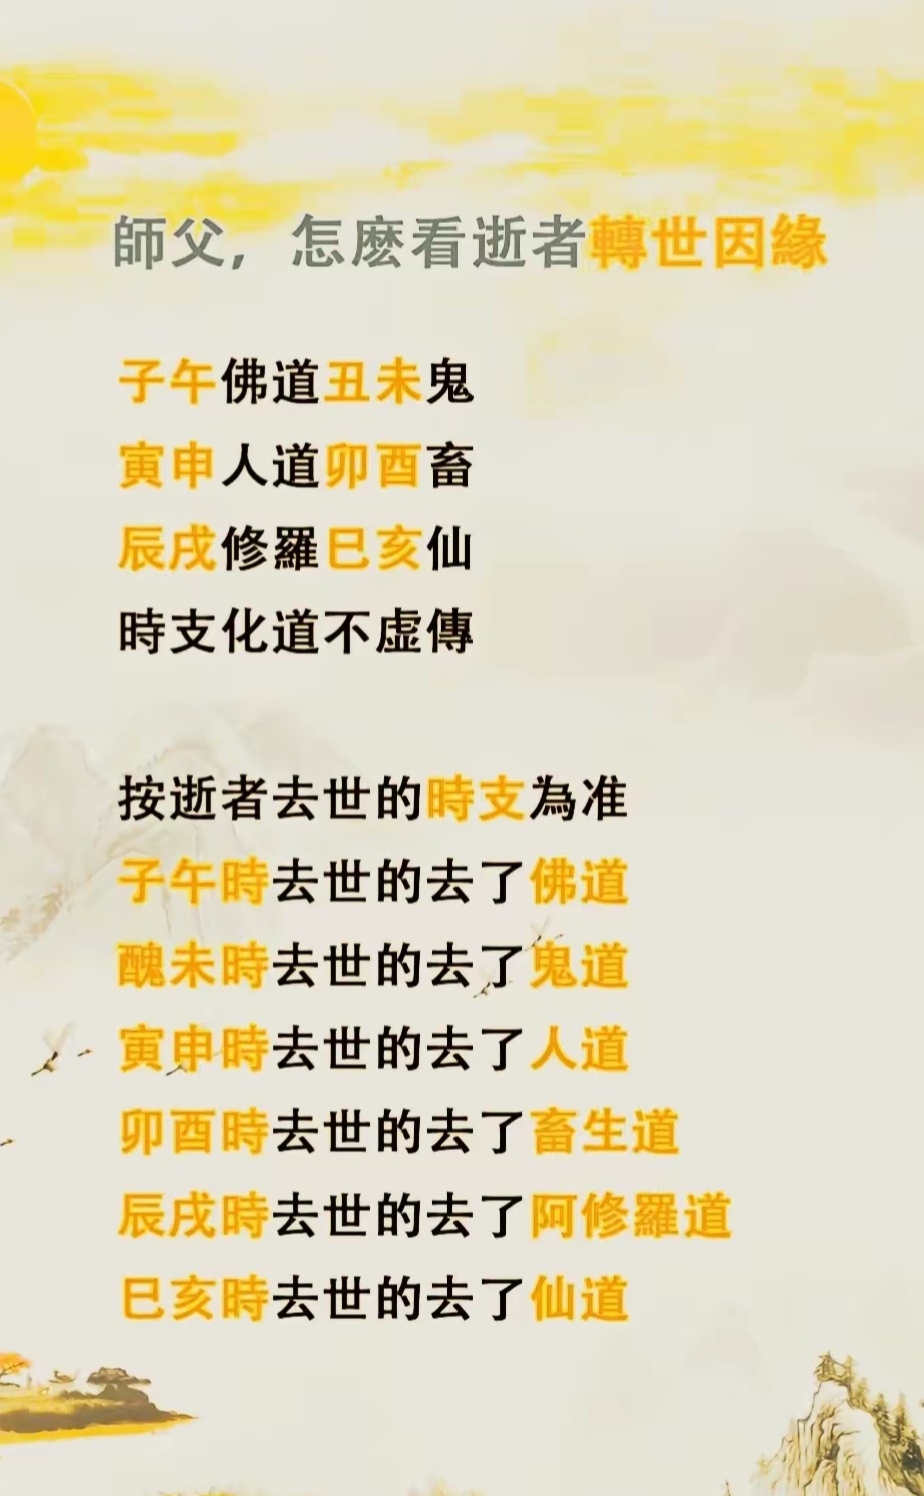 師父，怎麽看逝者轉世因緣
子午佛道丑未鬼
寅申人道卯酉畜
辰戌修羅巳亥仙
時支化道不虛傳
按逝者去世的時支為准
子午時去世的去了佛道
醜未時去世的去了鬼道
寅申時去世的去了人道
卯酉時去世的去了畜生道
辰戌時去世的去了阿修羅道
巳亥時去世的去了仙道